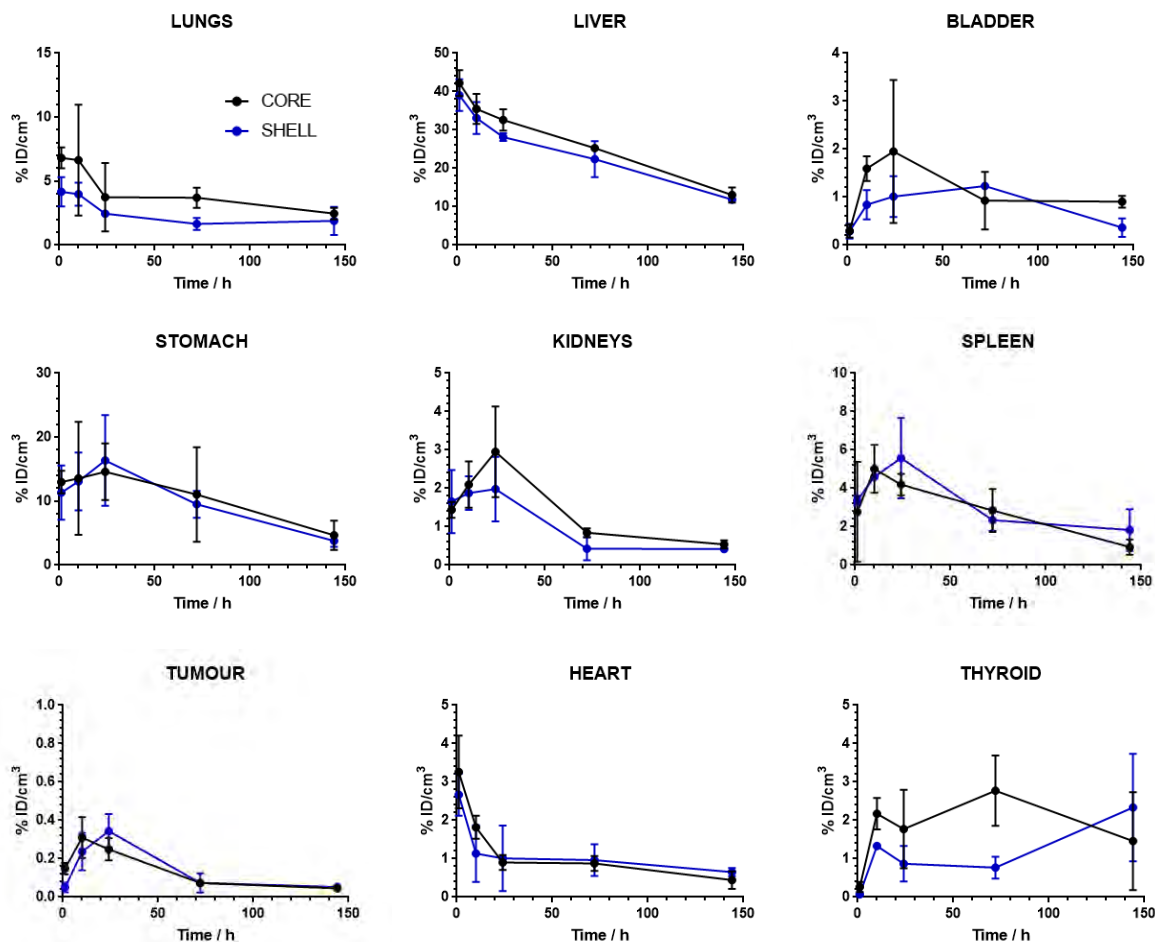 LUNGS
15
10
5
0
% ID/cm³
0
50
100
150
Time / h
CORE
SHELL
LIVER
50
40
30
20
10
0
% ID/cm³
0
50
100
150
Time / h
BLADDER
4
3
2
1
0
% ID/cm³
0
50
100
150
Time / h
STOMACH
30
20
10
0
% ID/cm³
0
50
100
150
Time / h
KIDNEYS
5
4
3
2
1
0
% ID/cm³
0
50
100
150
Time / h
SPLEEN
10
8
6
4
2
0
% ID/cm³
0
50
100
150
Time / h
TUMOUR
1.0
0.8
0.6
0.4
0.2
0.0
% ID/cm³
0
50
100
150
Time / h
HEART
5
4
3
2
1
0
% ID/cm³
0
50
100
150
Time / h
THYROID
5
4
3
2
1
0
% ID/cm³
0
50
100
150
Time / h